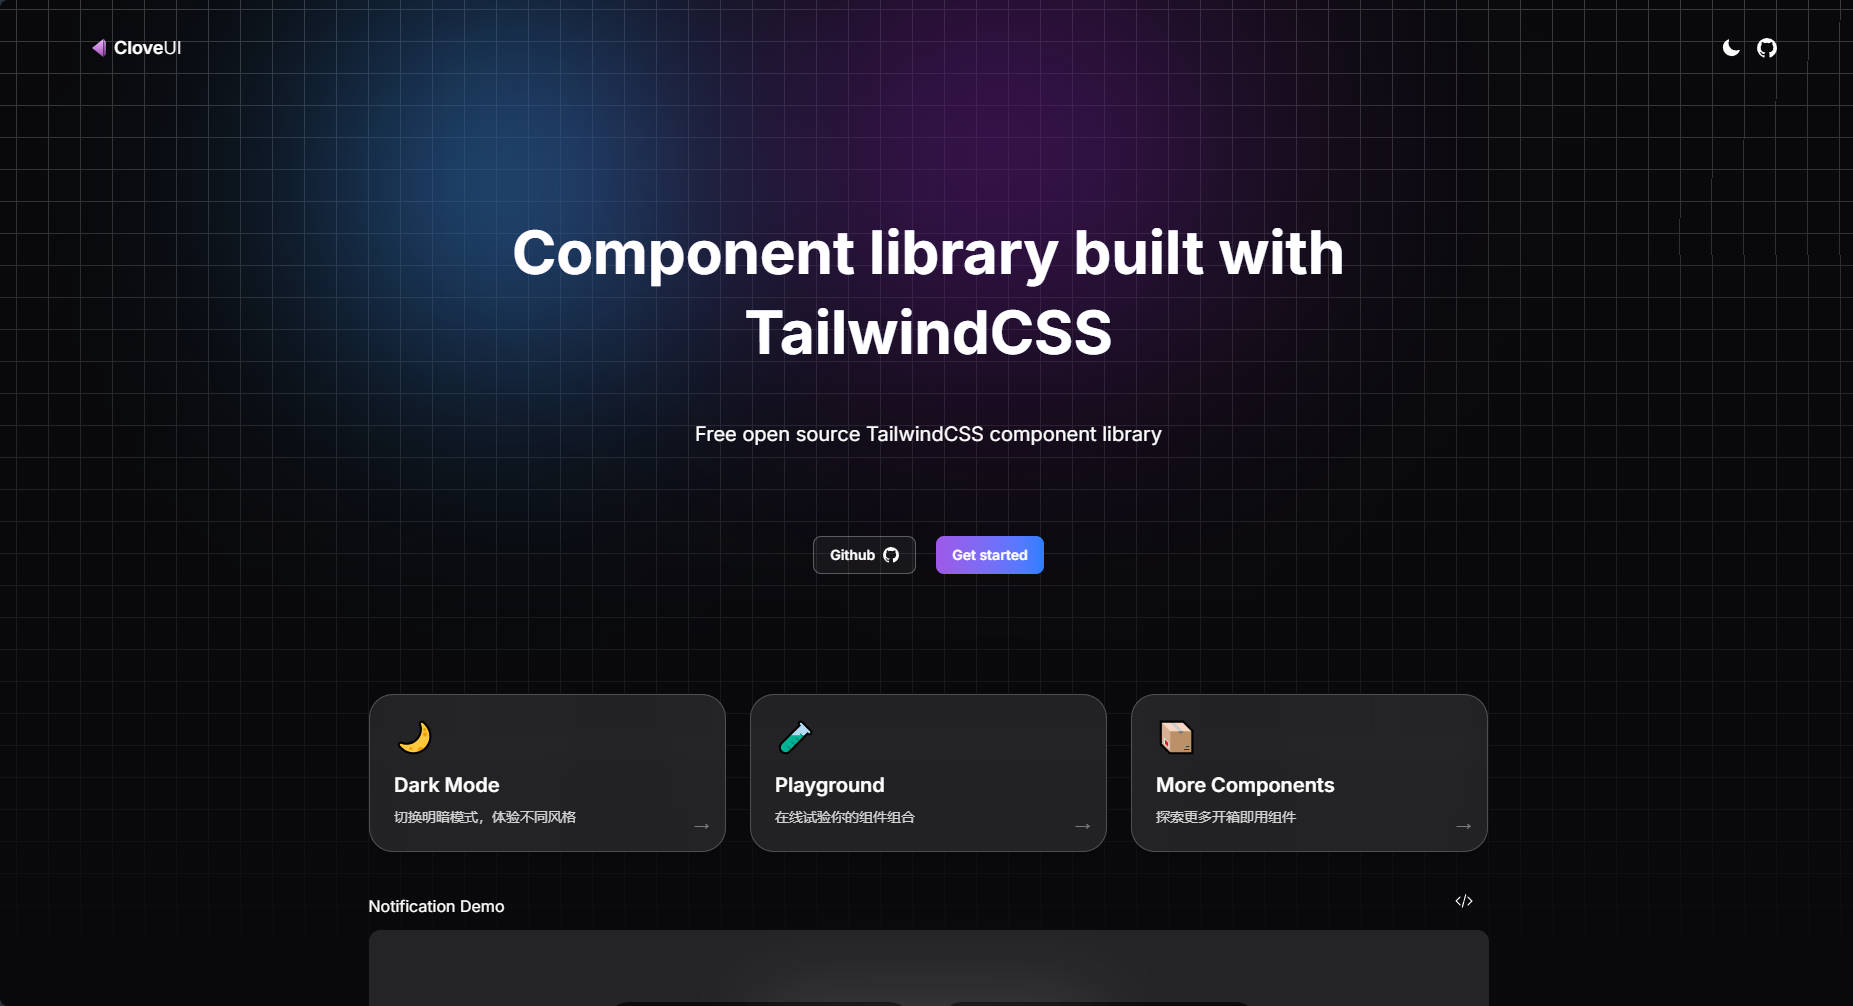 CloveUI
Component library built with
TailwindCSS
Free open source TailwindCSS component library
Github
Get started
Dark Mode
切换明暗模式，体验不同风格
→
Playground
在线试验你的组件组合
→
More Components
探索更多开箱即用组件
→
Notification Demo
</>